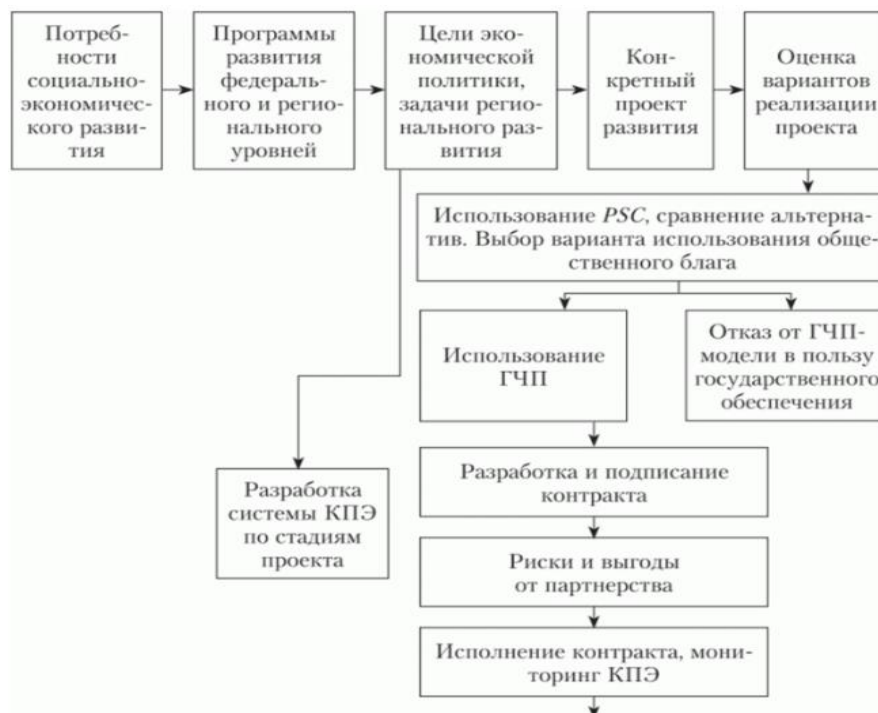 Потреб-
ности
социально-
экономичес-
кого разви-
тия
Программы
развития
федераль-
ного и регио-
нального
уровней
Цели эко-
номической
политики,
задачи регио-
нального раз-
вития
Кон-
кретный
проект
развития
Оценка
вариантов
реализации
проекта
Использование PSC, сравнение альтерна-
тив. Выбор варианта использования обще-
ственного блага
Использование
ГЧП
Отказ от ГЧП-
модели в пользу
государственного
обеспечения
Разработка
системы КПЭ
по стадиям
проекта
Разработка и подписание
контракта
Риски и выгоды
от партнерства
Исполнение контракта, мони-
торинг КПЭ